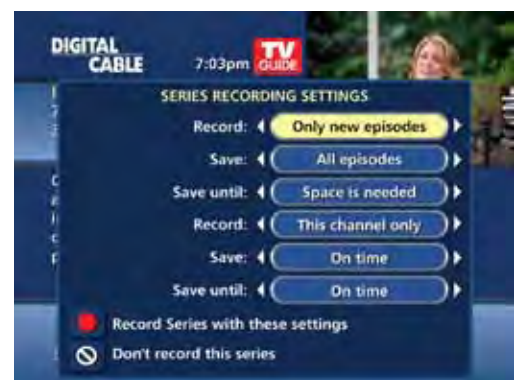 DIGITAL
CABLE
7:03pm
TV
GUIDE
SERIES RECORDING SETTINGS
Record: Only new episodes
Save: All episodes
Save until: Space is needed
Record: This channel only
Save: On time
Save until: On time
Record Series with these settings
Don't record this series